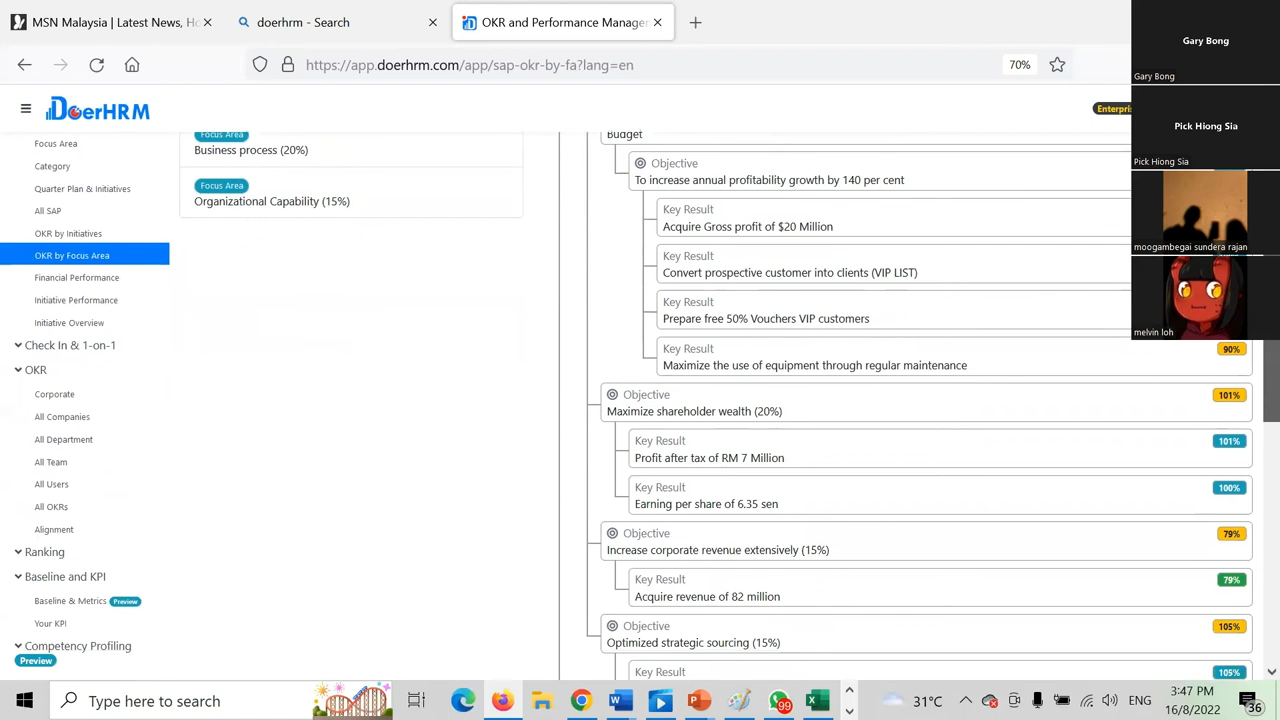 MSN Malaysia | Latest News, Ho
doerhrm - Search
OKR and Performance Manage
https://app.doerhrm.com/app/sap-okr-by-fa?lang=en
70%
DoerHRM
Enterpris
Focus Area
Category
Quarter Plan & Initiatives
All SAP
OKR by Initiatives
OKR by Focus Area
Financial Performance
Initiative Performance
Initiative Overview
Check In & 1-on-1
OKR
Corporate
All Companies
All Department
All Team
All Users
All OKRs
Alignment
Ranking
Baseline and KPI
Baseline & Metrics Preview
Your KPI
Competency Profiling
Preview
Focus Area
Business process (20%)
Focus Area
Organizational Capability (15%)
Budget
Objective
To increase annual profitability growth by 140 per cent
Key Result
Acquire Gross profit of $20 Million
Key Result
Convert prospective customer into clients (VIP LIST)
Key Result
Prepare free 50% Vouchers VIP customers
Key Result 90%
Maximize the use of equipment through regular maintenance
Objective 101%
Maximize shareholder wealth (20%)
Key Result 101%
Profit after tax of RM 7 Million
Key Result 100%
Earning per share of 6.35 sen
Objective 79%
Increase corporate revenue extensively (15%)
Key Result 79%
Acquire revenue of 82 million
Objective 105%
Optimized strategic sourcing (15%)
Key Result 105%
Gary Bong
Gary Bong
Pick Hiong Sia
Pick Hiong Sia
moogambegai sundera rajan
melvin loh
Type here to search
99
31°C
ENG
3:47 PM
16/8/2022
36